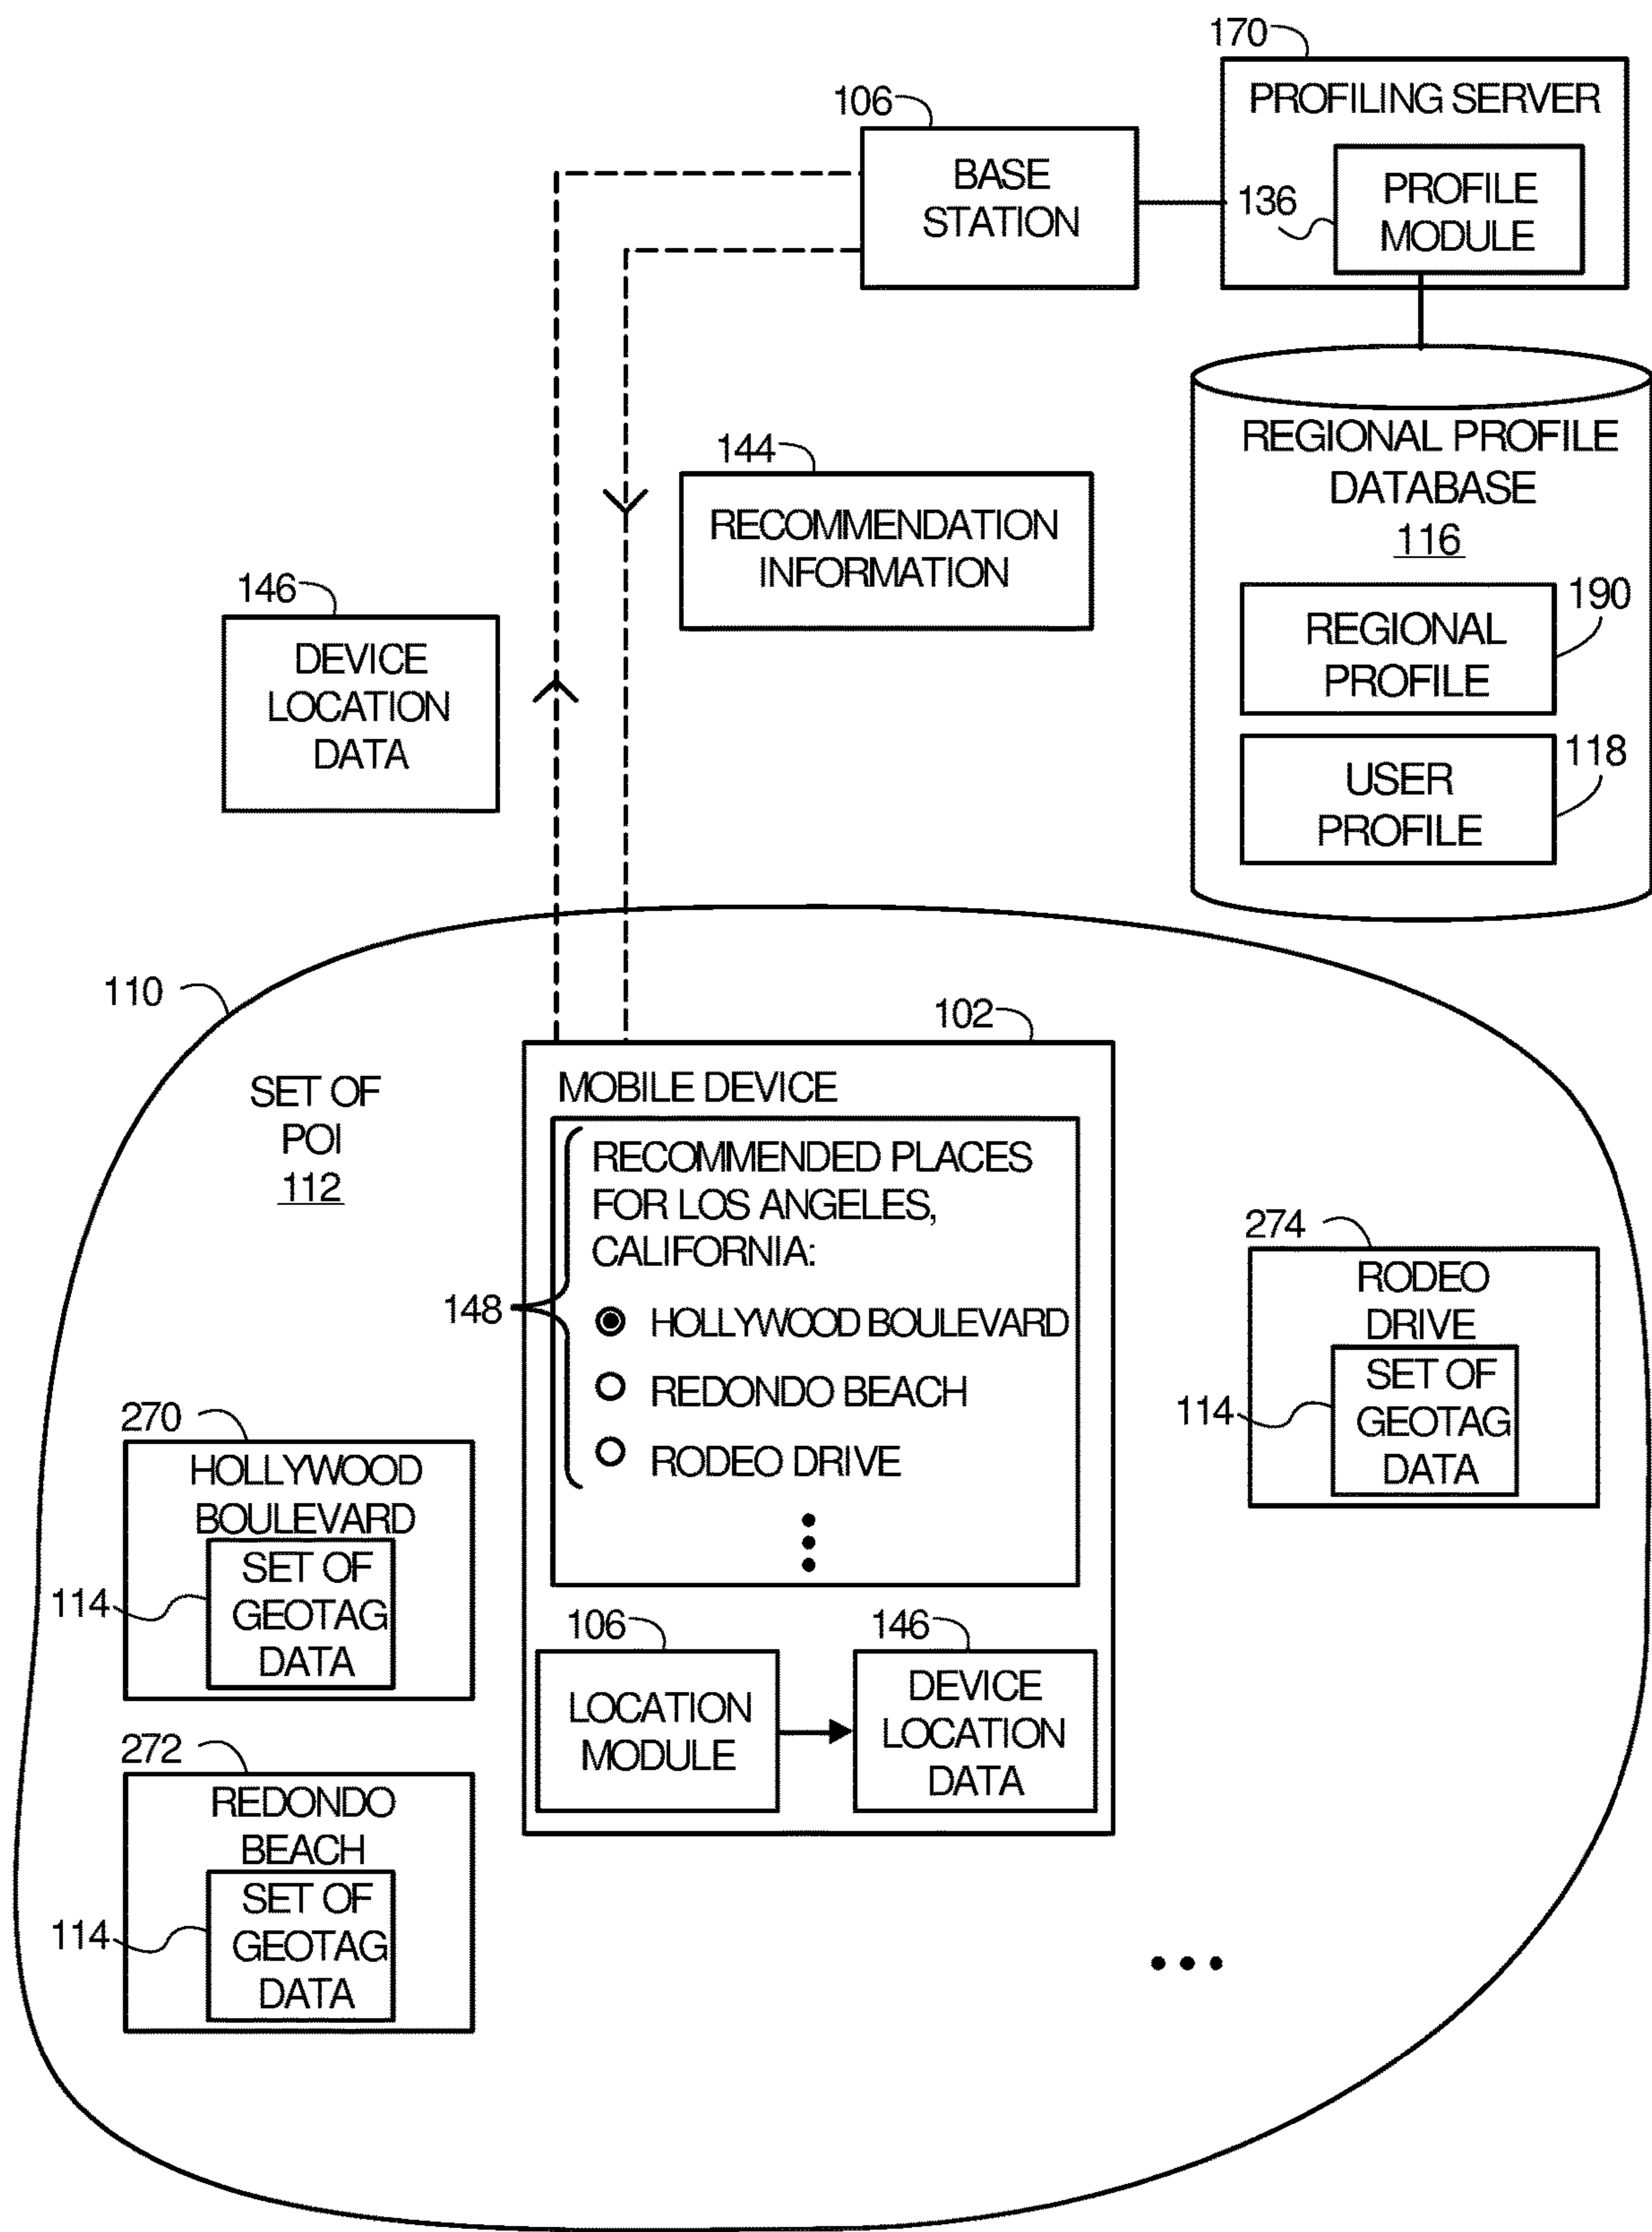 170
PROFILING SERVER
106
BASE
STATION
136
PROFILE
MODULE
REGIONAL PROFILE
DATABASE
116
190
REGIONAL
PROFILE
118
USER
PROFILE
144
RECOMMENDATION
INFORMATION
146
DEVICE
LOCATION
DATA
110
SET OF
POI
112
102
MOBILE DEVICE
RECOMMENDED PLACES
FOR LOS ANGELES,
CALIFORNIA:
148
HOLLYWOOD BOULEVARD
REDONDO BEACH
RODEO DRIVE
106
LOCATION
MODULE
146
DEVICE
LOCATION
DATA
274
RODEO
DRIVE
114
SET OF
GEOTAG
DATA
270
HOLLYWOOD
BOULEVARD
114
SET OF
GEOTAG
DATA
272
REDONDO
BEACH
114
SET OF
GEOTAG
DATA